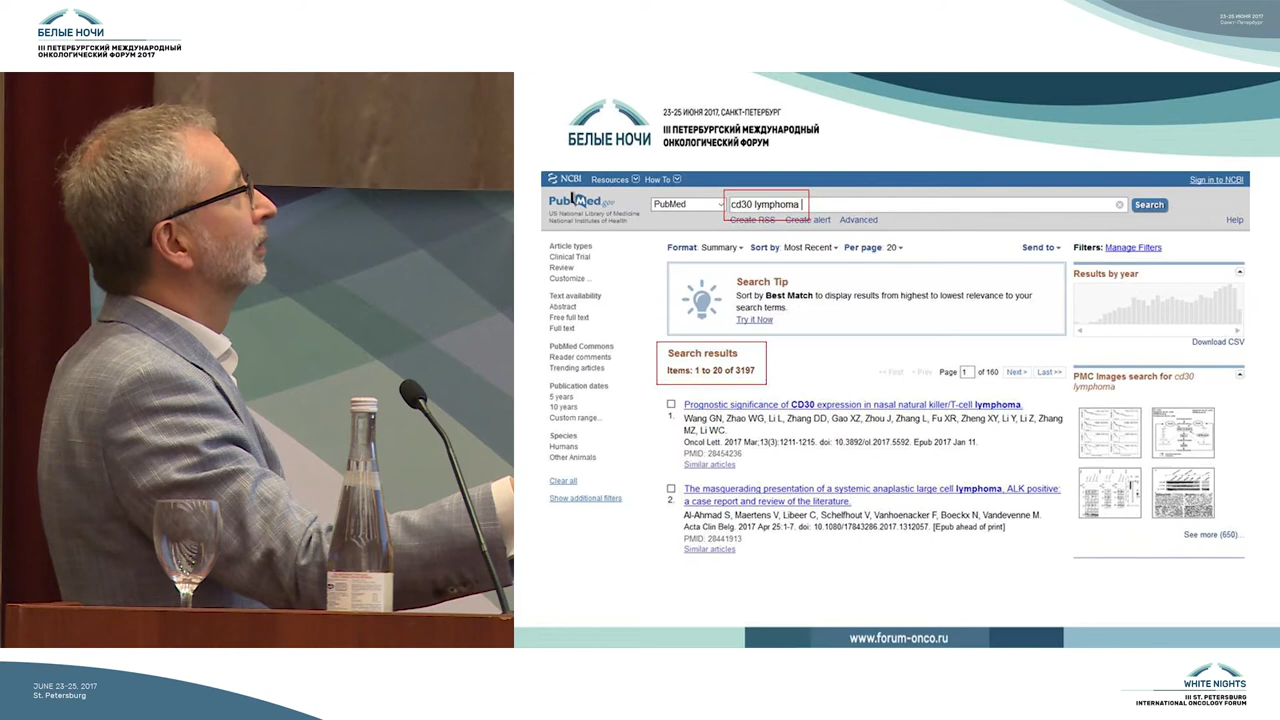 БЕЛЫЕ НОЧИ
III ПЕТЕРБУРГСКИЙ МЕЖДУНАРОДНЫЙ
ОНКОЛОГИЧЕСКИЙ ФОРУМ 2017
23-25 ИЮНЯ 2017
Санкт-Петербург
БЕЛЫЕ НОЧИ
23-25 ИЮНЯ 2017, САНКТ-ПЕТЕРБУРГ
III ПЕТЕРБУРГСКИЙ МЕЖДУНАРОДНЫЙ
ОНКОЛОГИЧЕСКИЙ ФОРУМ
NCBI Resources How To Sign in to NCBI
PubMed.gov
US National Library of Medicine
National Institutes of Health
PubMed cd30 lymphoma Search
Create RSS Create alert Advanced Help
Article types
Clinical Trial
Review
Customize ...
Text availability
Abstract
Free full text
Full text
PubMed Commons
Reader comments
Trending articles
Publication dates
5 years
10 years
Custom range...
Species
Humans
Other Animals
Clear all
Show additional filters
Format: Summary Sort by: Most Recent Per page: 20 Send to
Search Tip
Sort by Best Match to display results from highest to lowest relevance to your
search terms.
Try it Now
Search results
Items: 1 to 20 of 3197
<< First < Prev Page 1 of 160 Next > Last >>
Prognostic significance of CD30 expression in nasal natural killer/T-cell lymphoma.
1. Wang GN, Zhao WG, Li L, Zhang DD, Gao XZ, Zhou J, Zhang L, Fu XR, Zheng XY, Li Y, Li Z, Zhang
MZ, Li WC.
Oncol Lett. 2017 Mar;13(3):1211-1215. doi: 10.3892/ol.2017.5592. Epub 2017 Jan 11.
PMID: 28454236
Similar articles
The masquerading presentation of a systemic anaplastic large cell lymphoma, ALK positive:
2. a case report and review of the literature.
Al-Ahmad S, Maertens V, Libeer C, Schelfhout V, Vanhoenacker F, Boeckx N, Vandevenne M.
Acta Clin Belg. 2017 Apr 25:1-7. doi: 10.1080/17843286.2017.1312057. [Epub ahead of print]
PMID: 28441913
Similar articles
Filters: Manage Filters
Results by year
Download CSV
PMC Images search for cd30
lymphoma
See more (650)...
www.forum-onco.ru
JUNE 23-25, 2017
St. Petersburg
WHITE NIGHTS
III ST. PETERSBURG
INTERNATIONAL ONCOLOGY FORUM